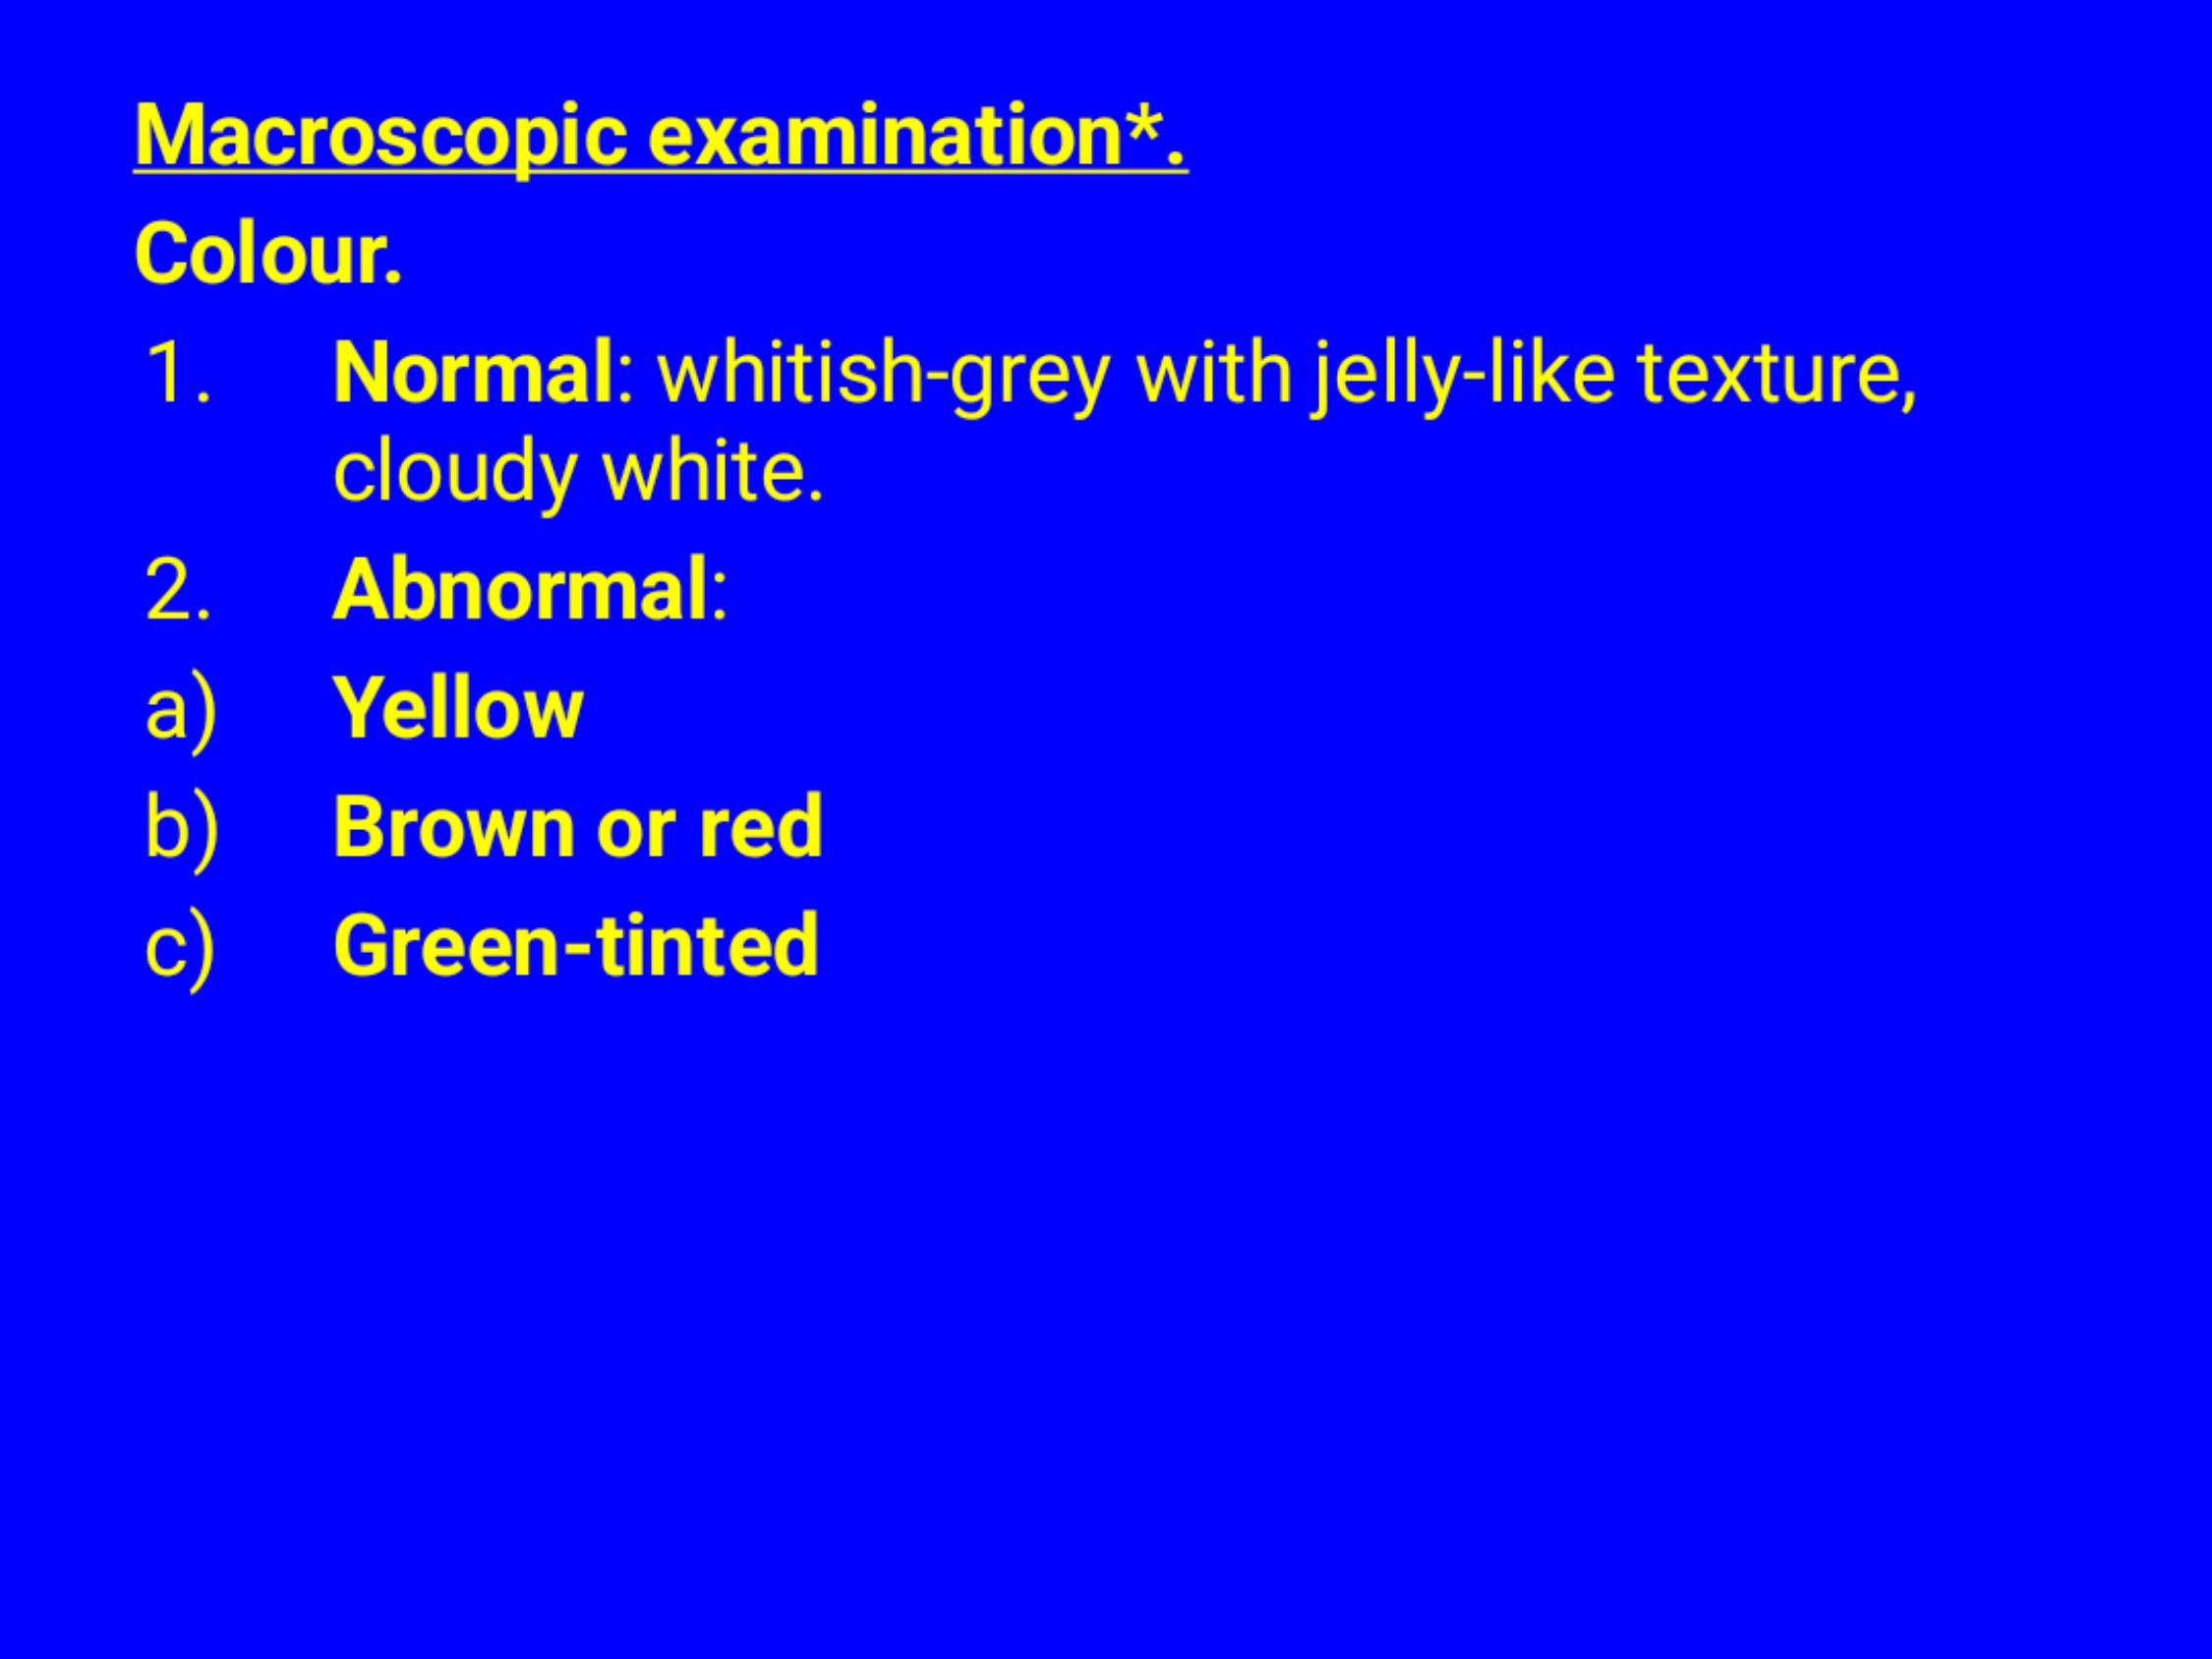 Macroscopic examination*.
Colour.
1. Normal: whitish-grey with jelly-like texture,
cloudy white.
2. Abnormal:
a) Yellow
b) Brown or red
c) Green-tinted